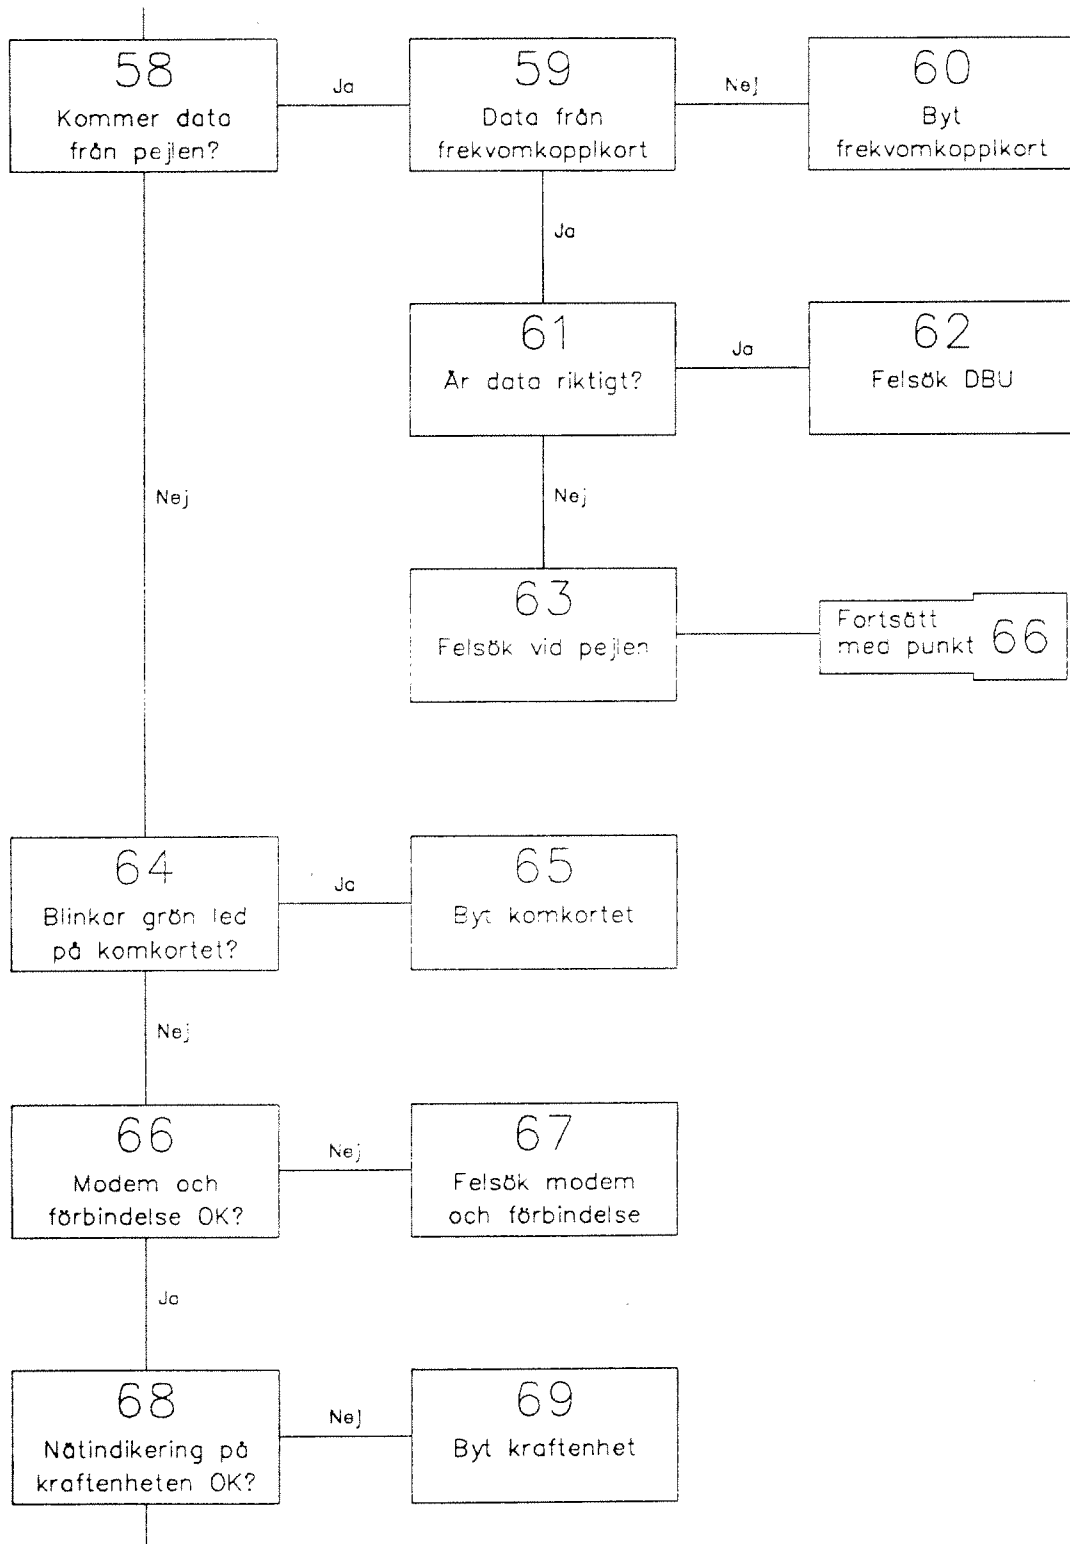 58
Kommer data
från pejlen?
Ja
59
Data från
frekvomkopplkort
Nej
60
Byt
frekvomkopplkort
Ja
61
Är data riktigt?
Ja
62
Felsök DBU
Nej
Nej
63
Felsök vid pejlen
Fortsätt
med punkt 66
64
Blinkar grön led
på komkortet?
Ja
65
Byt komkortet
Nej
66
Modem och
förbindelse OK?
Nej
67
Felsök modem
och förbindelse
Ja
68
Nätindikering på
kraftenheten OK?
Nej
69
Byt kraftenhet